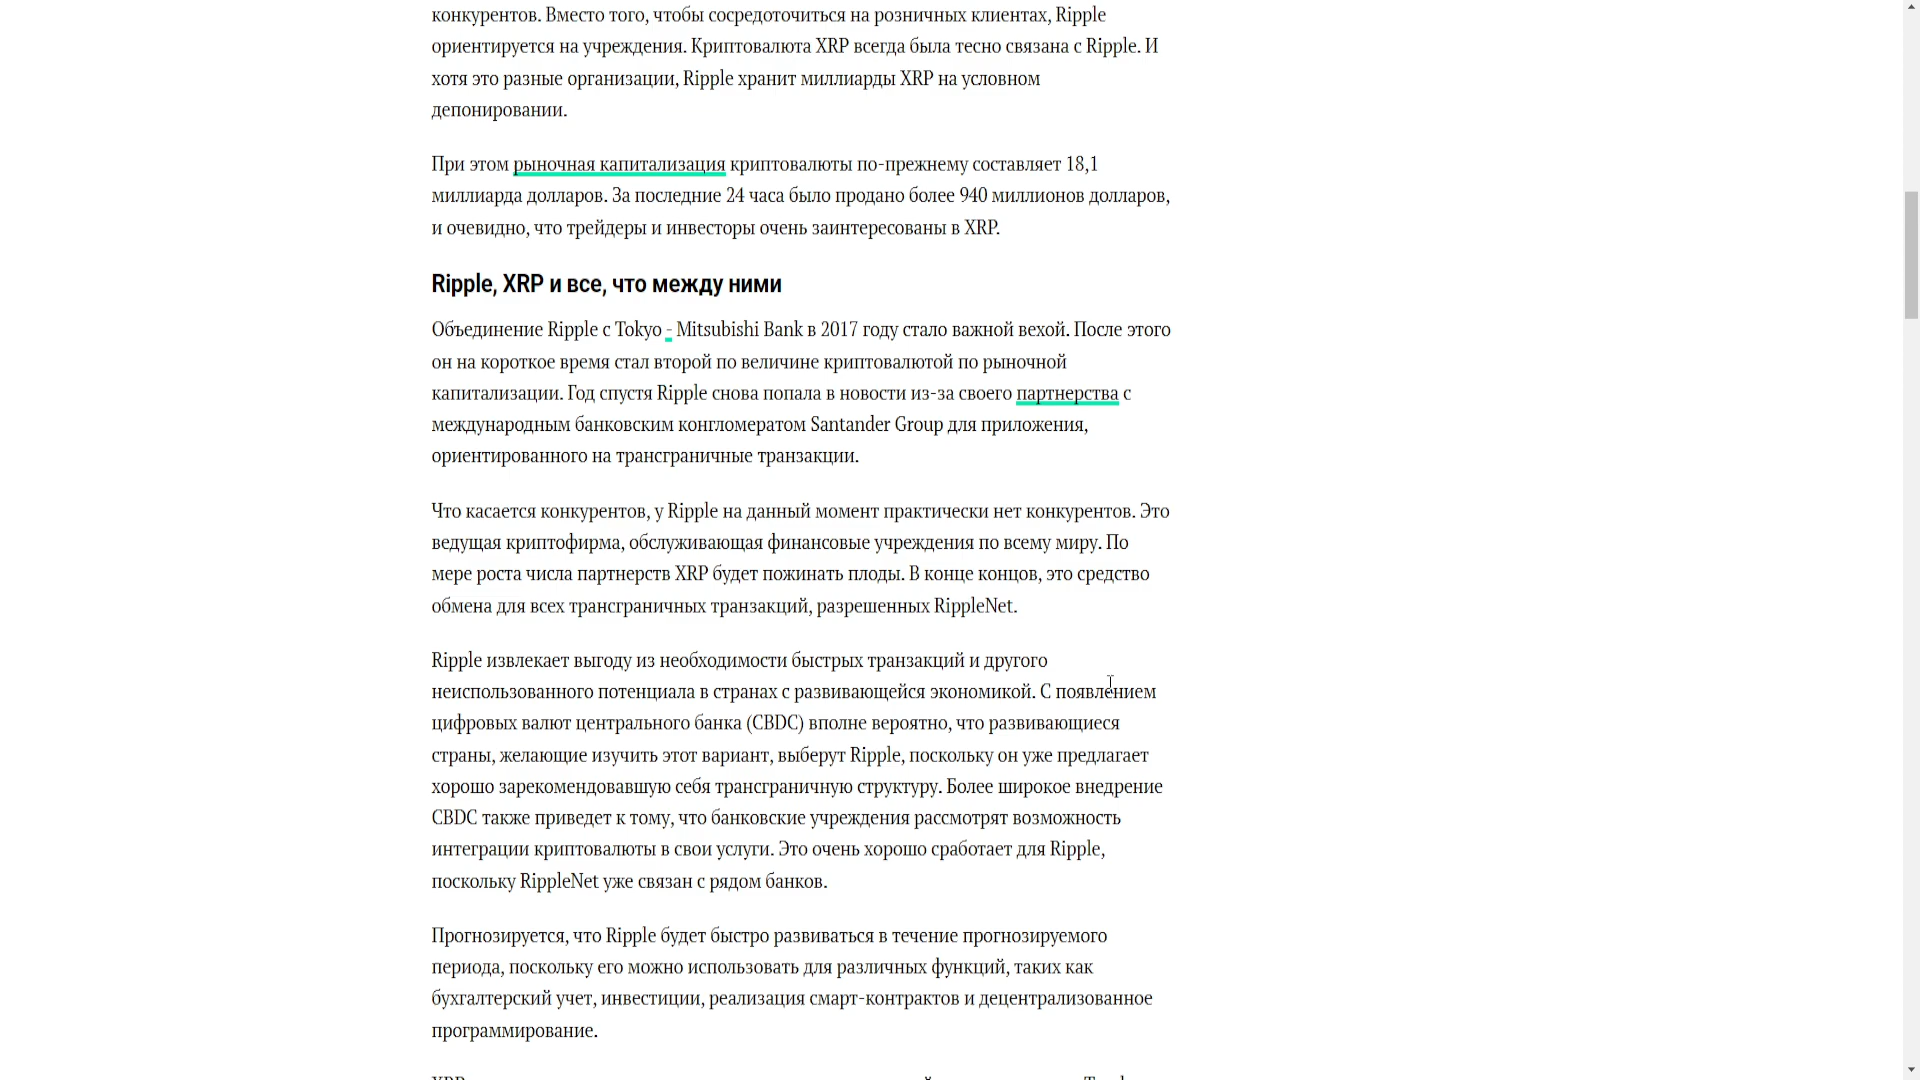 конкурентов. Вместо того, чтобы сосредоточиться на розничных клиентах, Ripple
ориентируется на учреждения. Криптовалюта XRP всегда была тесно связана с Ripple. И
хотя это разные организации, Ripple хранит миллиарды XRP на условном
депонировании.
При этом рыночная капитализация криптовалюты по-прежнему составляет 18,1
миллиарда долларов. За последние 24 часа было продано более 940 миллионов долларов,
и очевидно, что трейдеры и инвесторы очень заинтересованы в XRP.
Ripple, XRP и все, что между ними
Объединение Ripple с Tokyo - Mitsubishi Bank в 2017 году стало важной вехой. После этого
он на короткое время стал второй по величине криптовалютой по рыночной
капитализации. Год спустя Ripple снова попала в новости из-за своего партнерства с
международным банковским конгломератом Santander Group для приложения,
ориентированного на трансграничные транзакции.
Что касается конкурентов, у Ripple на данный момент практически нет конкурентов. Это
ведущая криптофирма, обслуживающая финансовые учреждения по всему миру. По
мере роста числа партнерств XRP будет пожинать плоды. В конце концов, это средство
обмена для всех трансграничных транзакций, разрешенных RippleNet.
Ripple извлекает выгоду из необходимости быстрых транзакций и другого
неиспользованного потенциала в странах с развивающейся экономикой. С появлением
цифровых валют центрального банка (CBDC) вполне вероятно, что развивающиеся
страны, желающие изучить этот вариант, выберут Ripple, поскольку он уже предлагает
хорошо зарекомендовавшую себя трансграничную структуру. Более широкое внедрение
CBDC также приведет к тому, что банковские учреждения рассмотрят возможность
интеграции криптовалюты в свои услуги. Это очень хорошо сработает для Ripple,
поскольку RippleNet уже связан с рядом банков.
Прогнозируется, что Ripple будет быстро развиваться в течение прогнозируемого
периода, поскольку его можно использовать для различных функций, таких как
бухгалтерский учет, инвестиции, реализация смарт-контрактов и децентрализованное
программирование.